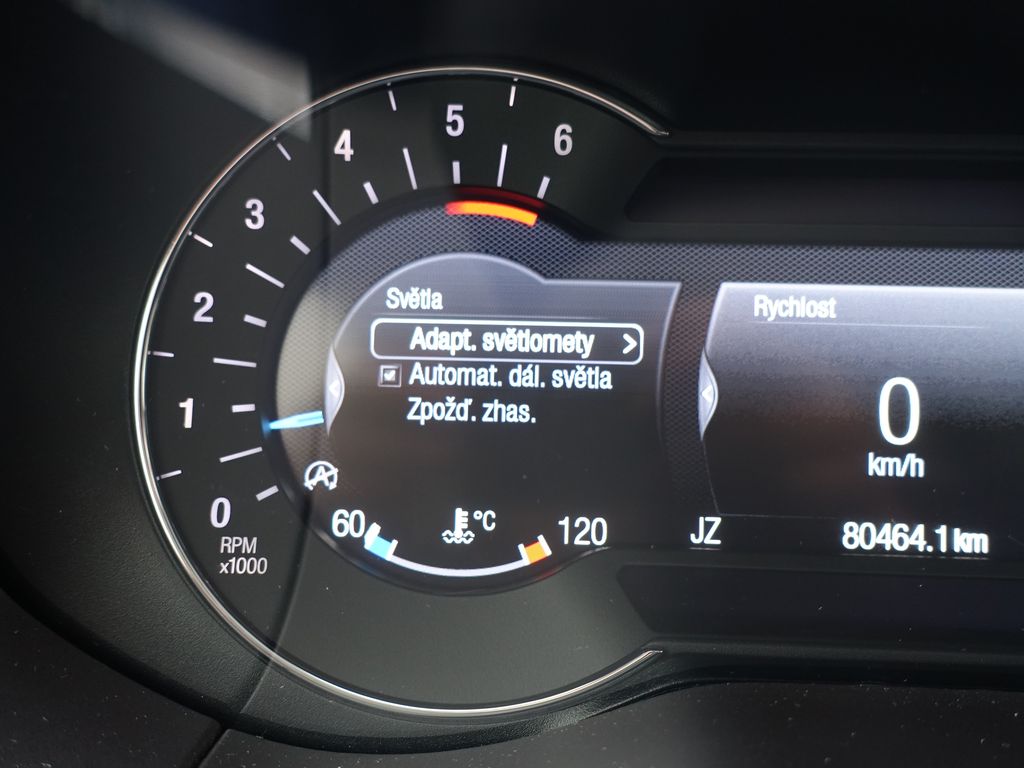 6
5
4
3
2
1
0
RPM
x1000
Světla
Adapt. světlomety >
Automat. dál. světla
Zpožď. zhas.
A
60
°C
120
Rychlost
0
km/h
JZ
80464.1 km